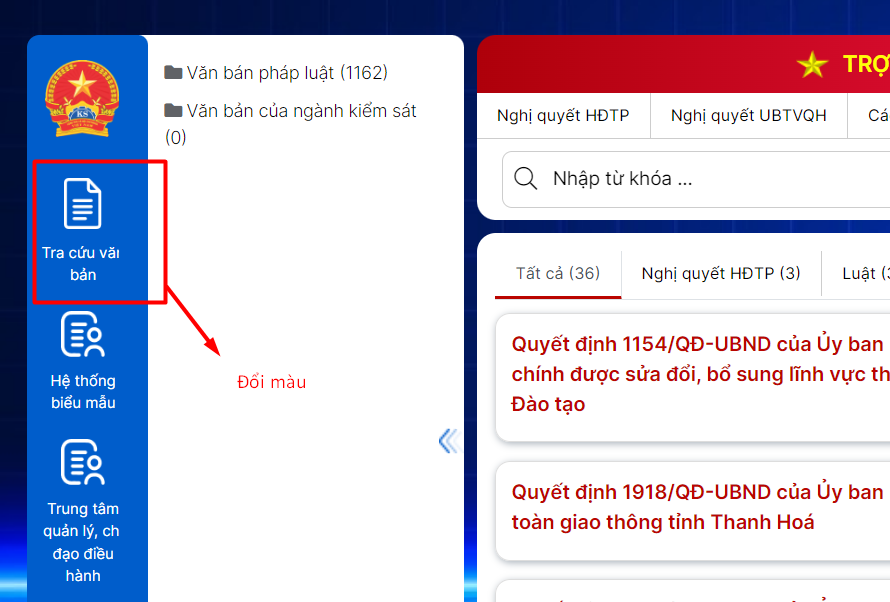 KS
Văn bán pháp luật (1162)
Văn bản của ngành kiểm sát
(0)
Tra cứu văn
bản
Hệ thống
biểu mẫu
Trung tâm
quản lý, ch
đạo điều
hành
Đổi màu
TRỢ
Nghị quyết HĐTP
Nghị quyết UBTVQH
Cá
Nhập từ khóa ...
Tất cả (36)
Nghị quyết HĐTP (3)
Luật (3
Quyết định 1154/QĐ-UBND của Ủy ban
chính được sửa đổi, bổ sung lĩnh vực th
Đào tạo
Quyết định 1918/QĐ-UBND của Ủy ban
toàn giao thông tỉnh Thanh Hoá